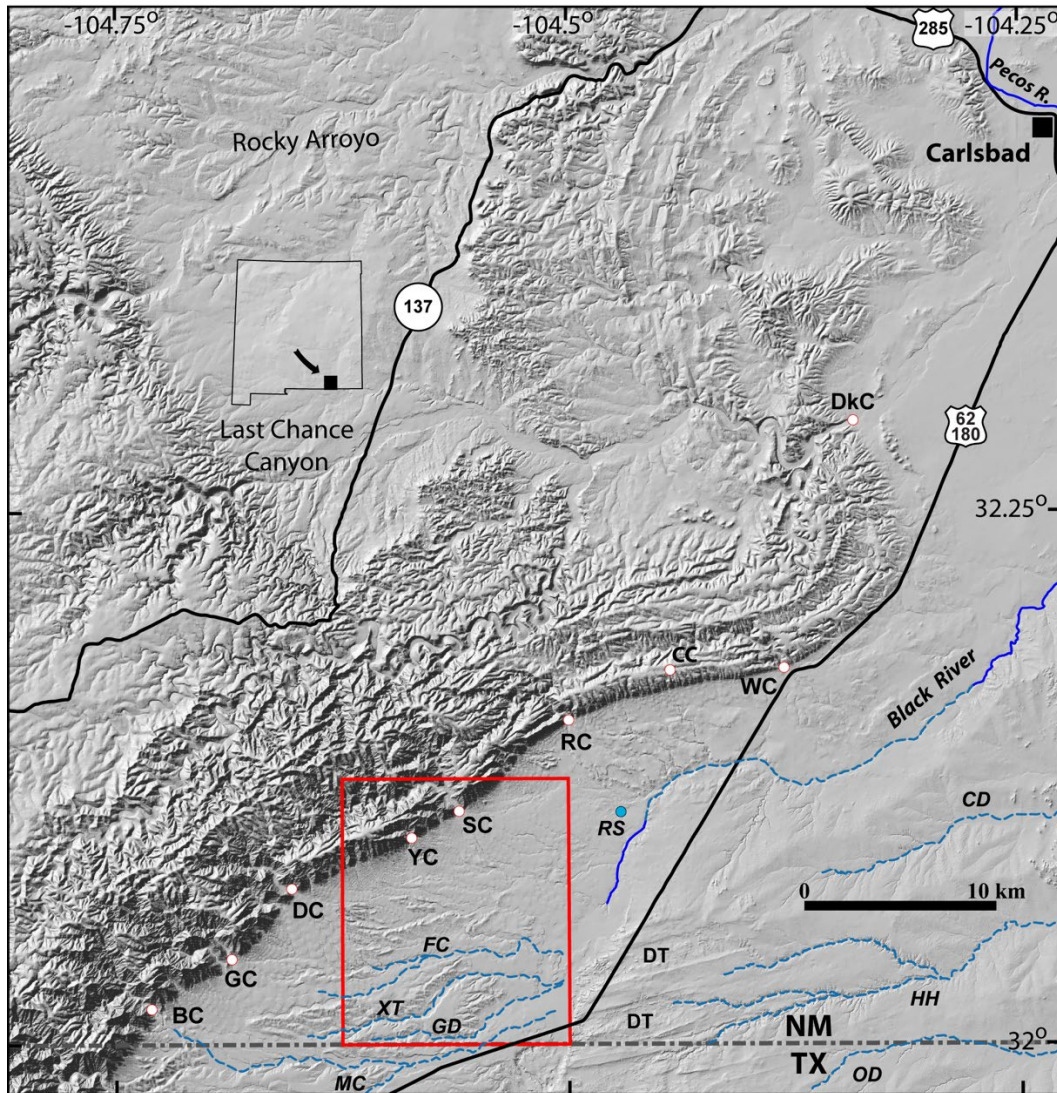 -104.75°
-104.5°
-104.25°
285
Pecos R.
Carlsbad
Rocky Arroyo
137
DkC
62
180
Last Chance
Canyon
32.25°
CC
WC
Black River
RC
SC
RS
CD
YC
0 10 km
DC
FC
DT
GC
HH
XT
BC
GD
DT
NM
32°
TX
MC
OD